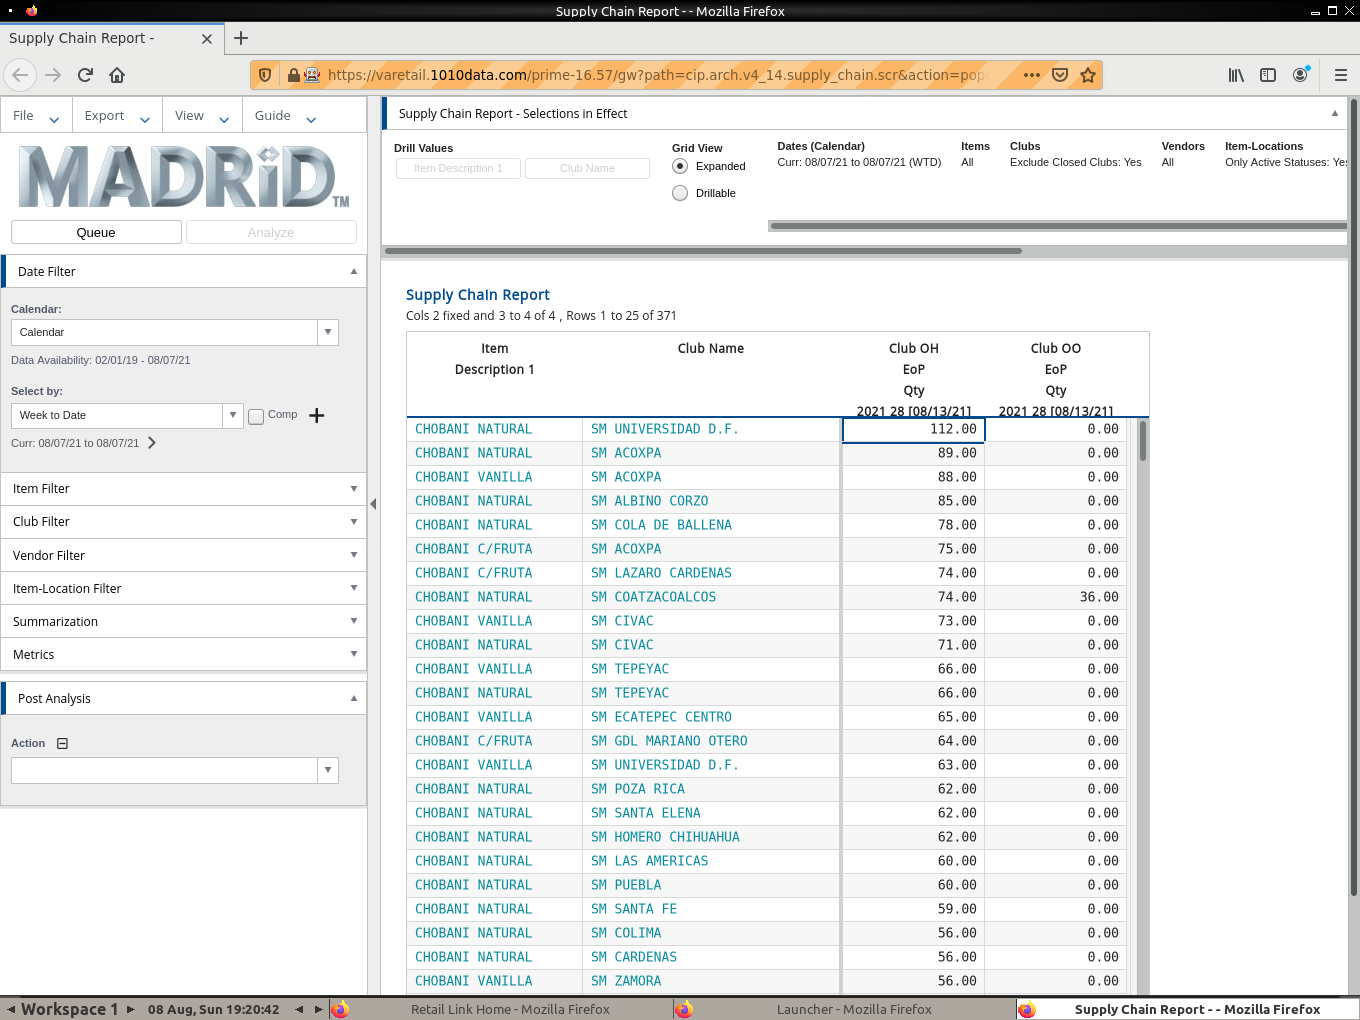 Supply Chain Report - - Mozilla Firefox
Supply Chain Report -
https://varetail.1010data.com/prime-16.57/gw?path=cip.arch.v4_14.supply_chain.scr&action=pop
File Export View Guide
MADRiD TM
Queue Analyze
Date Filter
Calendar:
Calendar
Data Availability: 02/01/19 - 08/07/21
Select by:
Week to Date Comp
Curr: 08/07/21 to 08/07/21
Item Filter
Club Filter
Vendor Filter
Item-Location Filter
Summarization
Metrics
Post Analysis
Action
Supply Chain Report - Selections in Effect
Drill Values
Item Description 1 Club Name
Grid View
Expanded
Drillable
Dates (Calendar) Items Clubs Vendors Item-Locations
Curr: 08/07/21 to 08/07/21 (WTD) All Exclude Closed Clubs: Yes All Only Active Statuses: Yes
Supply Chain Report
Cols 2 fixed and 3 to 4 of 4 , Rows 1 to 25 of 371
Item Club Name Club OH Club OO
Description 1 EoP EoP
Qty Qty
2021 28 [08/13/21] 2021 28 [08/13/21]
CHOBANI NATURAL SM UNIVERSIDAD D.F. 112.00 0.00
CHOBANI NATURAL SM ACOXPA 89.00 0.00
CHOBANI VANILLA SM ACOXPA 88.00 0.00
CHOBANI NATURAL SM ALBINO CORZO 85.00 0.00
CHOBANI NATURAL SM COLA DE BALLENA 78.00 0.00
CHOBANI C/FRUTA SM ACOXPA 75.00 0.00
CHOBANI C/FRUTA SM LAZARO CARDENAS 74.00 0.00
CHOBANI NATURAL SM COATZACOALCOS 74.00 36.00
CHOBANI VANILLA SM CIVAC 73.00 0.00
CHOBANI NATURAL SM CIVAC 71.00 0.00
CHOBANI VANILLA SM TEPEYAC 66.00 0.00
CHOBANI NATURAL SM TEPEYAC 66.00 0.00
CHOBANI VANILLA SM ECATEPEC CENTRO 65.00 0.00
CHOBANI C/FRUTA SM GDL MARIANO OTERO 64.00 0.00
CHOBANI VANILLA SM UNIVERSIDAD D.F. 63.00 0.00
CHOBANI NATURAL SM POZA RICA 62.00 0.00
CHOBANI NATURAL SM SANTA ELENA 62.00 0.00
CHOBANI NATURAL SM HOMERO CHIHUAHUA 62.00 0.00
CHOBANI NATURAL SM LAS AMERICAS 60.00 0.00
CHOBANI NATURAL SM PUEBLA 60.00 0.00
CHOBANI NATURAL SM SANTA FE 59.00 0.00
CHOBANI NATURAL SM COLIMA 56.00 0.00
CHOBANI NATURAL SM CARDENAS 56.00 0.00
CHOBANI VANILLA SM ZAMORA 56.00 0.00
Workspace 1 08 Aug, Sun 19:20:42 Retail Link Home - Mozilla Firefox Launcher - Mozilla Firefox Supply Chain Report - - Mozilla Firefox